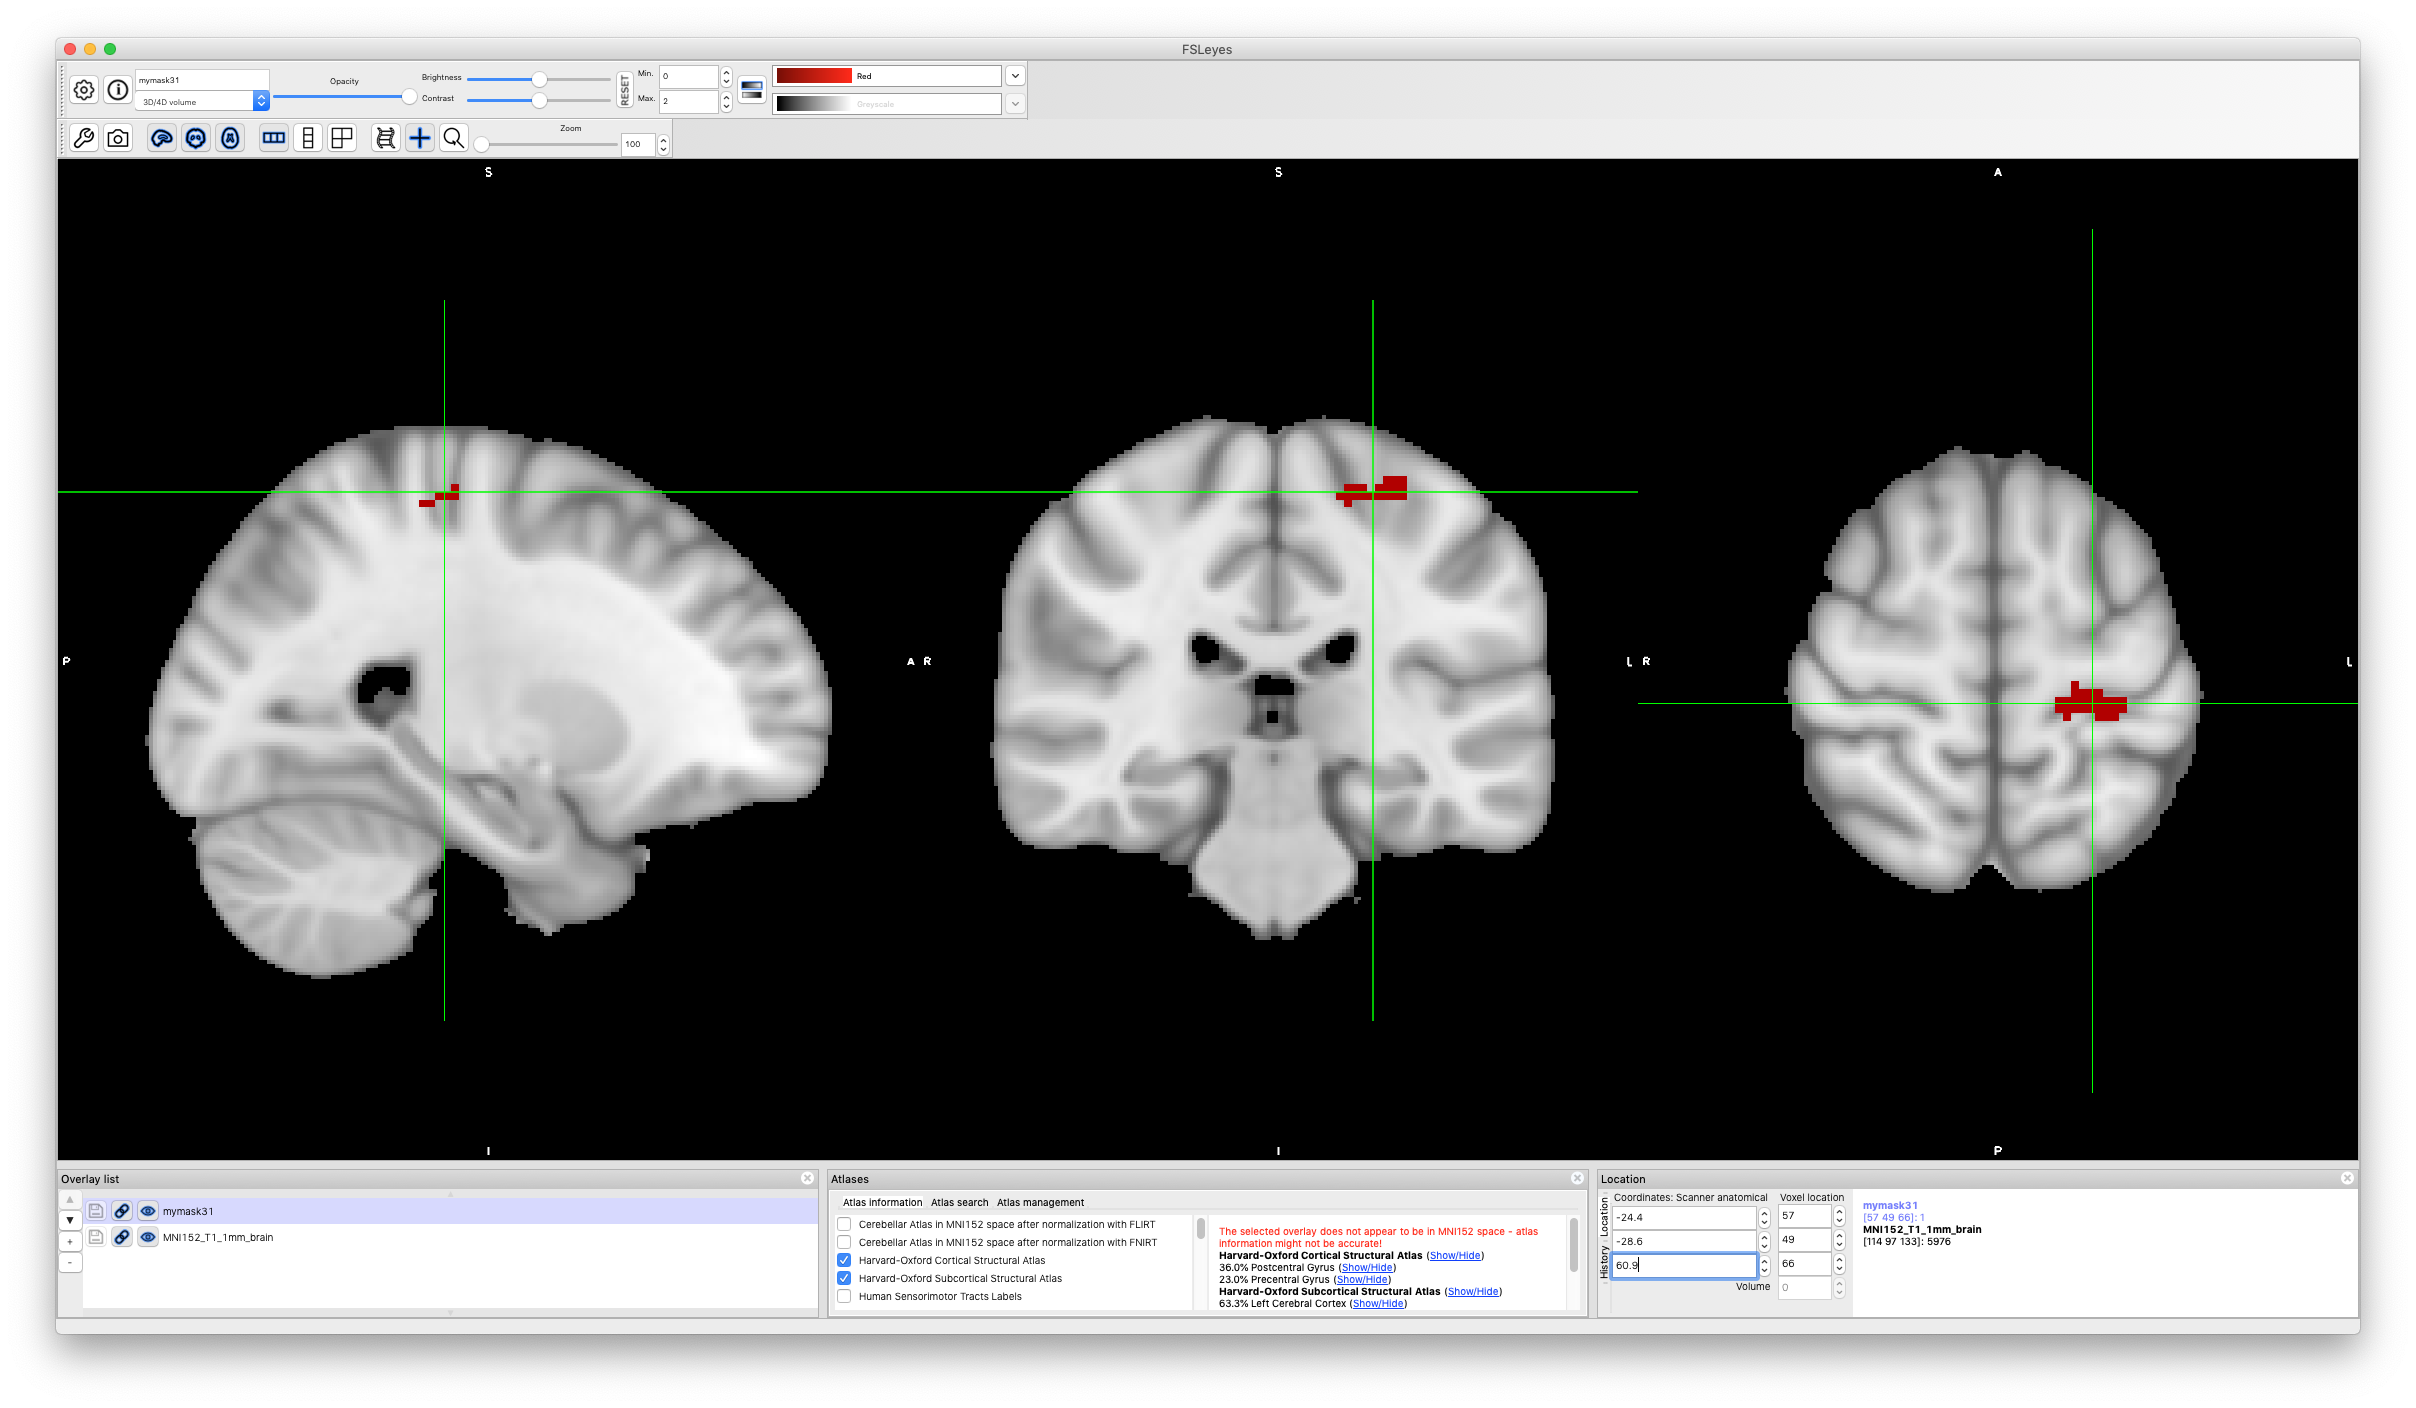 FSLeyes
mymask31
3D/4D volume
Opacity
Brightness
Contrast
RESET
Min.
0
Max.
2
Red
Greyscale
Zoom
100
S
S
A
P
A
R
L
R
L
I
I
P
Overlay list
mymask31
MNI152_T1_1mm_brain
Atlases
Atlas information Atlas search Atlas management
Cerebellar Atlas in MNI152 space after normalization with FLIRT
Cerebellar Atlas in MNI152 space after normalization with FNIRT
Harvard-Oxford Cortical Structural Atlas
Harvard-Oxford Subcortical Structural Atlas
Human Sensorimotor Tracts Labels
The selected overlay does not appear to be in MNI152 space - atlas
information might not be accurate!
Harvard-Oxford Cortical Structural Atlas (Show/Hide)
36.0% Postcentral Gyrus (Show/Hide)
23.0% Precentral Gyrus (Show/Hide)
Harvard-Oxford Subcortical Structural Atlas (Show/Hide)
63.3% Left Cerebral Cortex (Show/Hide)
Location
Location
History
Coordinates: Scanner anatomical
Voxel location
-24.4
57
-28.6
49
60.9
66
Volume
0
mymask31
[57 49 66]: 1
MNI152_T1_1mm_brain
[114 97 133]: 5976